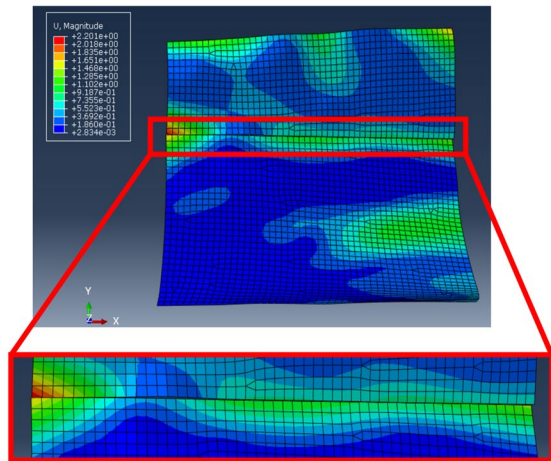 U, Magnitude
+2.201e+00
+2.018e+00
+1.835e+00
+1.651e+00
+1.468e+00
+1.285e+00
+1.102e+00
+9.187e-01
+7.355e-01
+5.523e-01
+3.692e-01
+1.860e-01
+2.834e-03
Y
Z X